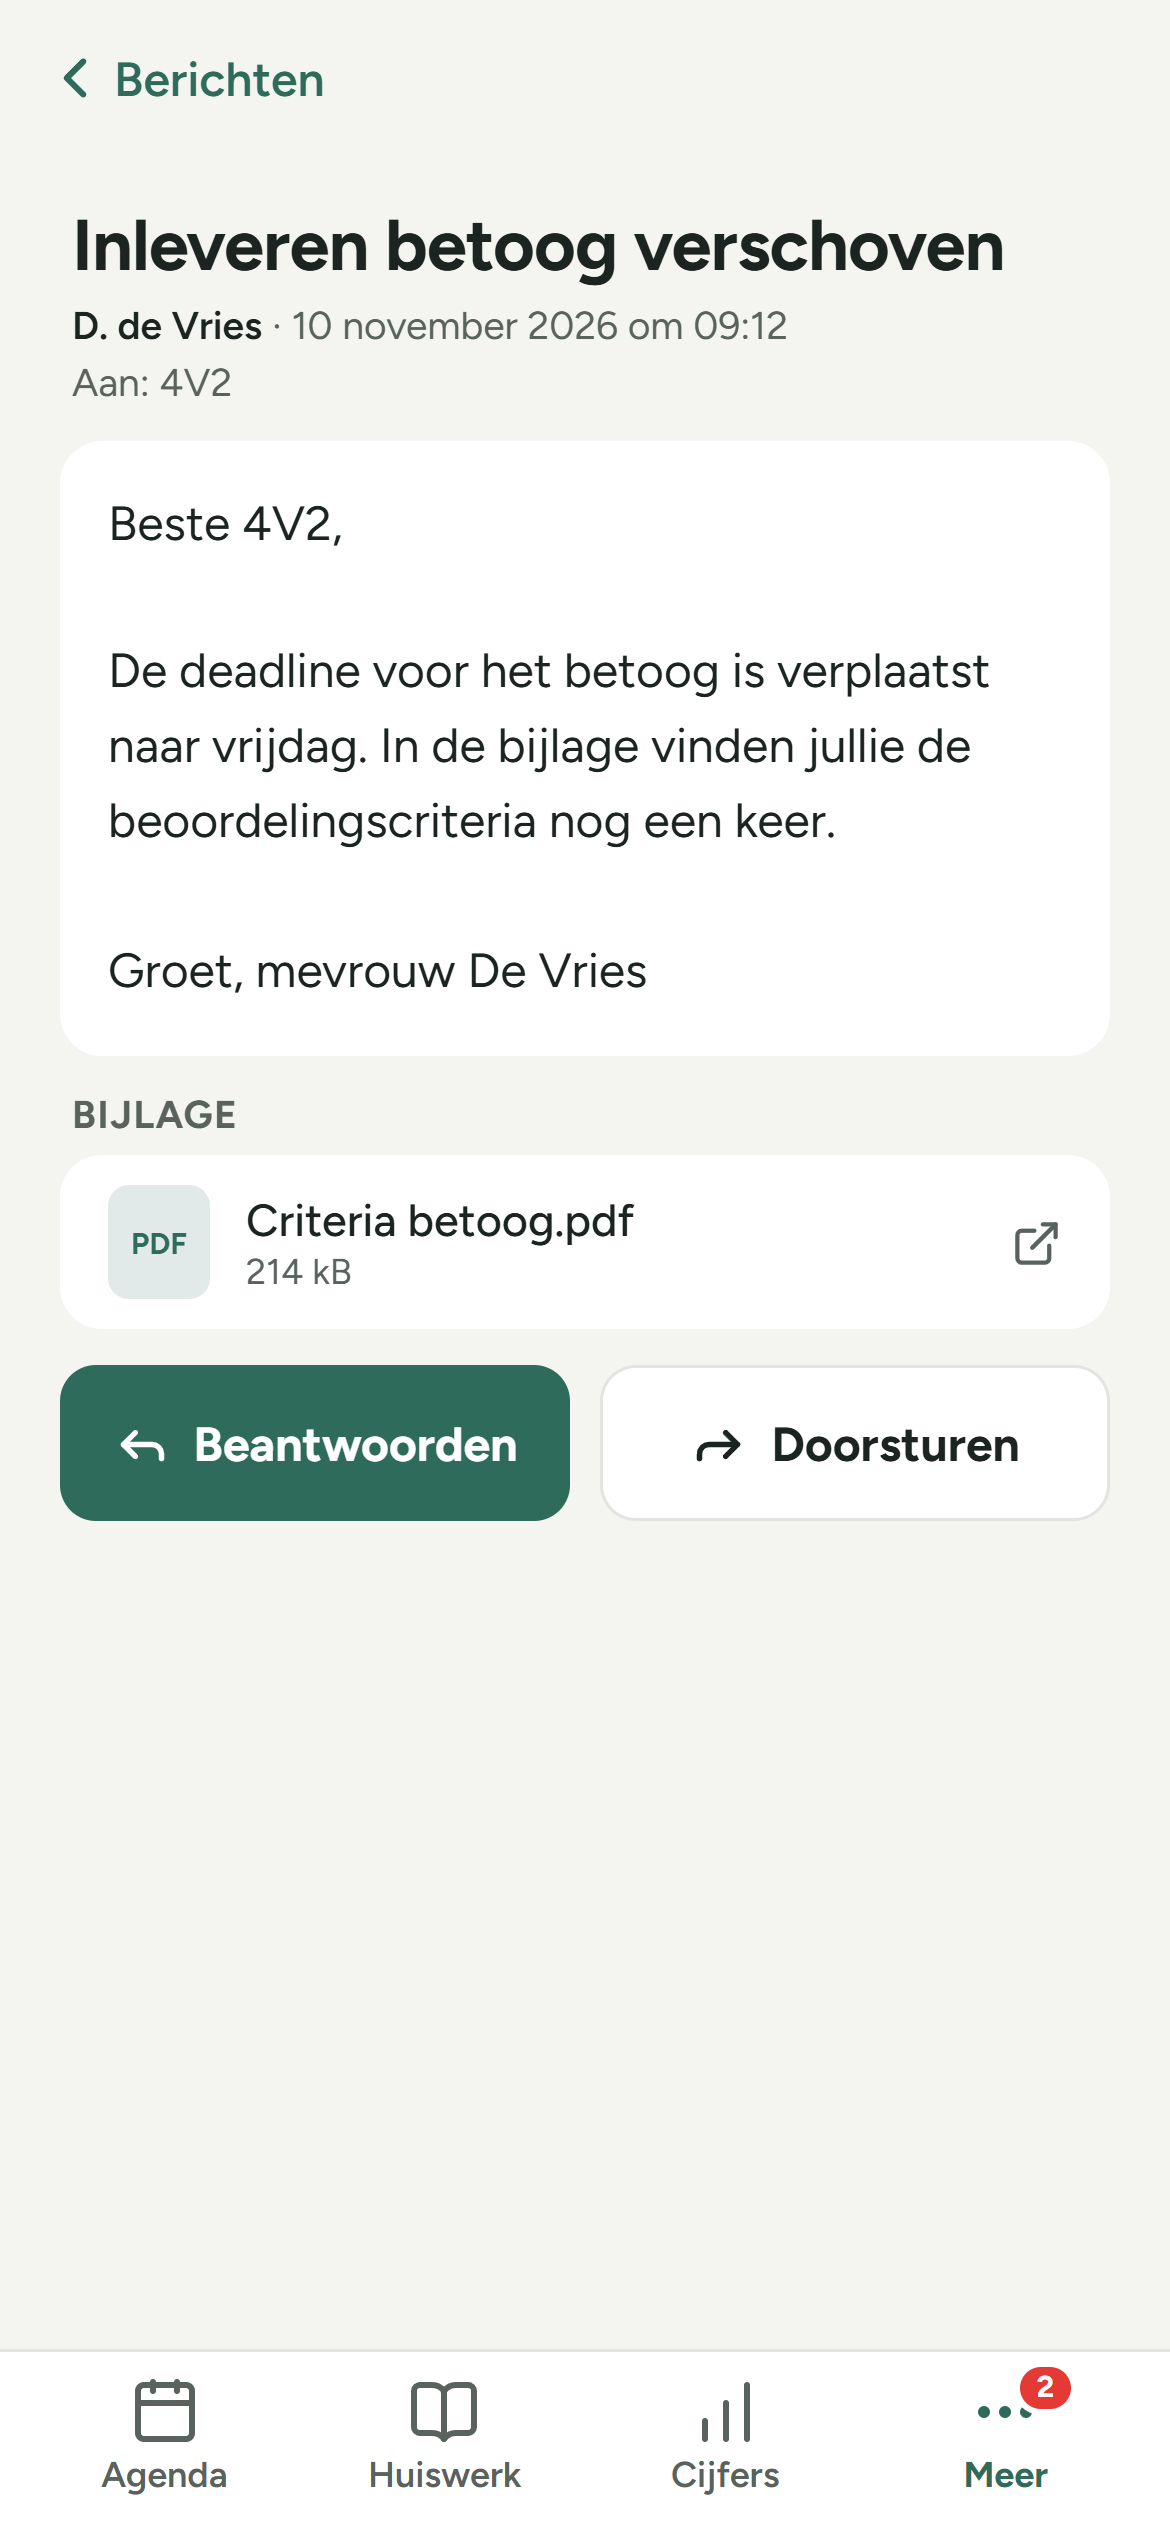 Berichten
Inleveren betoog verschoven
D. de Vries · 10 november 2026 om 09:12
Aan: 4V2
Beste 4V2,
De deadline voor het betoog is verplaatst
naar vrijdag. In de bijlage vinden jullie de
beoordelingscriteria nog een keer.
Groet, mevrouw De Vries
BIJLAGE
PDF
Criteria betoog.pdf
214 kB
Beantwoorden
Doorsturen
2
Agenda
Huiswerk
Cijfers
Meer